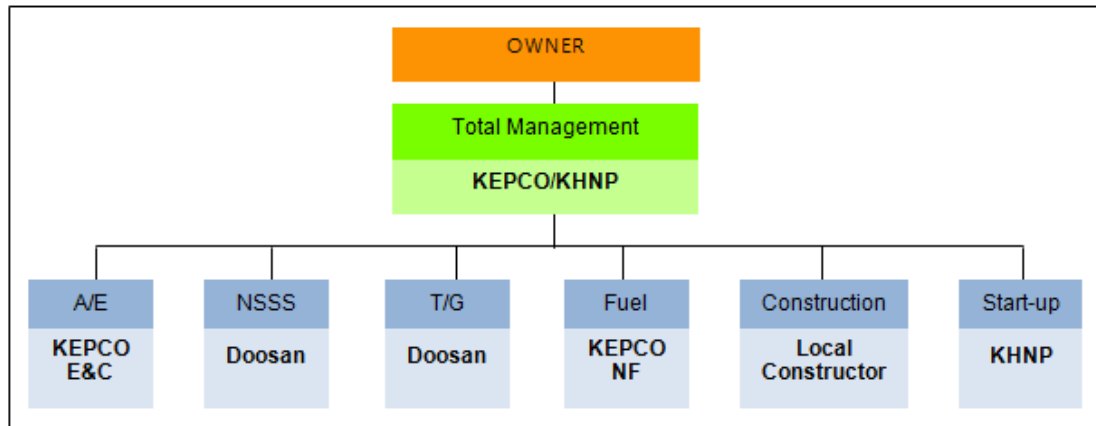 OWNER
Total Management
KEPCO/KHNP
A/E
KEPCO
E&C
NSSS
Doosan
T/G
Doosan
Fuel
KEPCO
NF
Construction
Local
Constructor
Start-up
KHNP